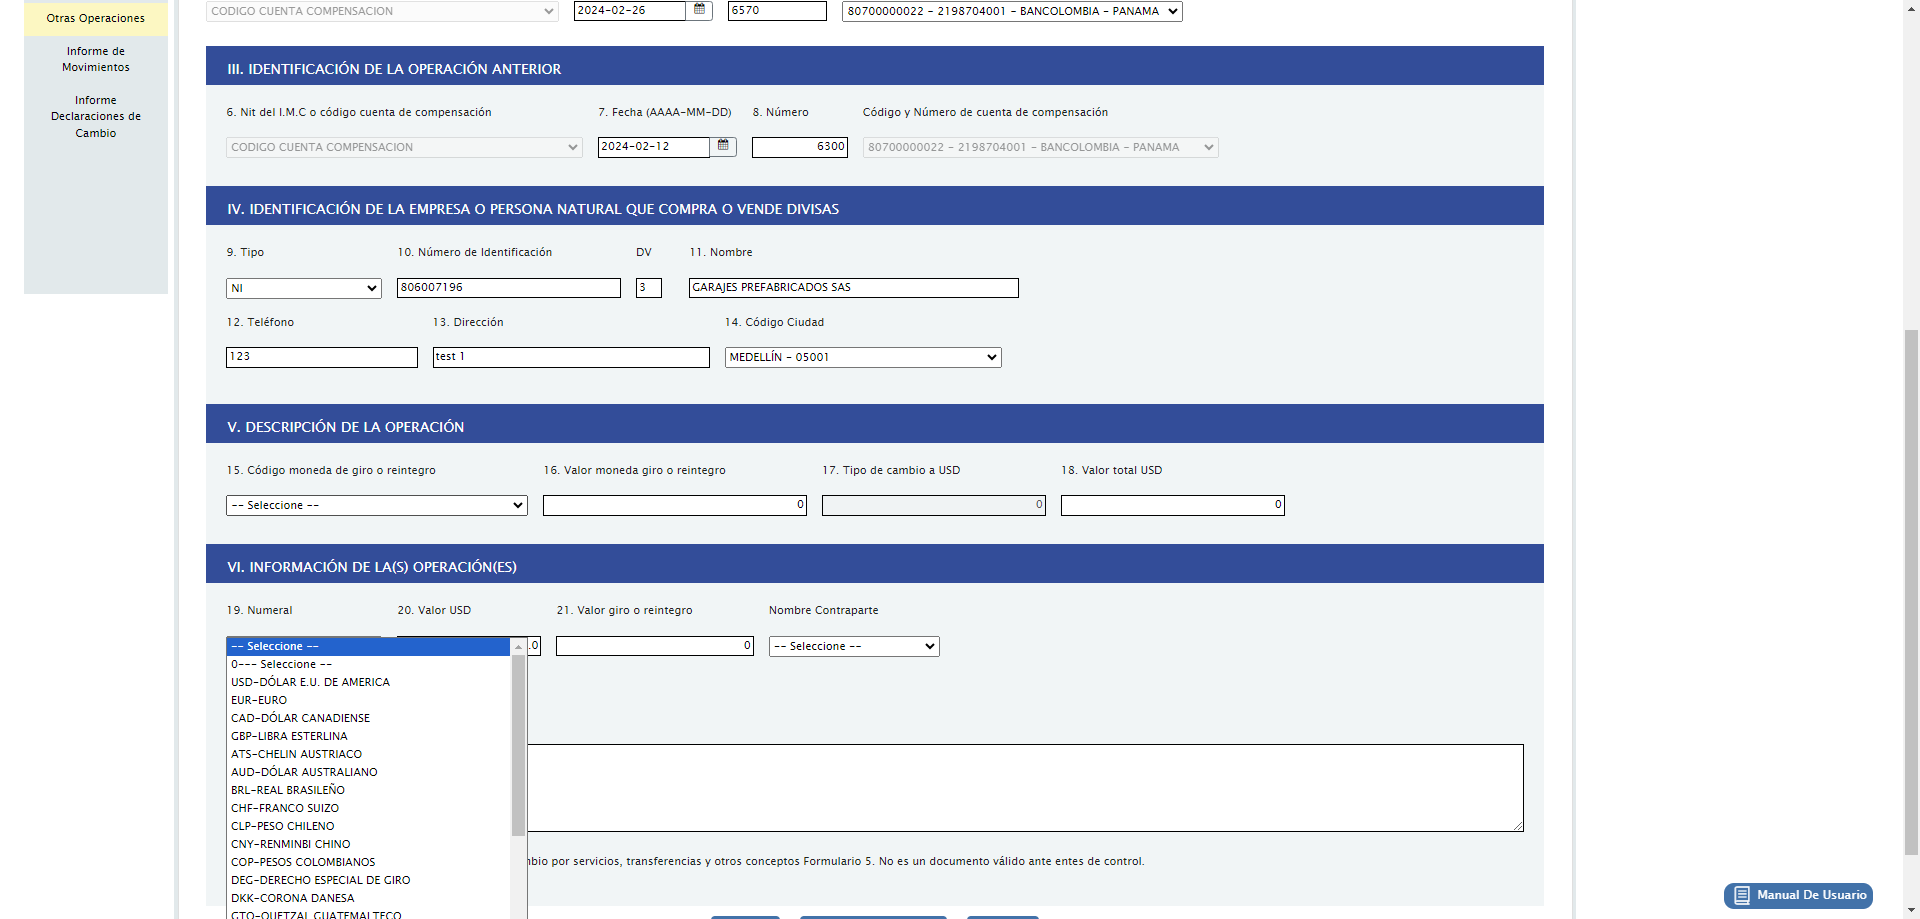 Otras Operaciones
Informe de
Movimientos
Informe
Declaraciones de
Cambio
CODIGO CUENTA COMPENSACION 2024-02-26 6570 80700000022 - 2198704001 - BANCOLOMBIA - PANAMA
III. IDENTIFICACIÓN DE LA OPERACIÓN ANTERIOR
6. Nit del I.M.C o código cuenta de compensación 7. Fecha (AAAA-MM-DD) 8. Número Código y Número de cuenta de compensación
CODIGO CUENTA COMPENSACION 2024-02-12 6300 80700000022 - 2198704001 - BANCOLOMBIA - PANAMA
IV. IDENTIFICACIÓN DE LA EMPRESA O PERSONA NATURAL QUE COMPRA O VENDE DIVISAS
9. Tipo 10. Número de Identificación DV 11. Nombre
NI 806007196 3 GARAJES PREFABRICADOS SAS
12. Teléfono 13. Dirección 14. Código Ciudad
123 test 1 MEDELLÍN - 05001
V. DESCRIPCIÓN DE LA OPERACIÓN
15. Código moneda de giro o reintegro 16. Valor moneda giro o reintegro 17. Tipo de cambio a USD 18. Valor total USD
-- Seleccione -- 0 0 0
VI. INFORMACIÓN DE LA(S) OPERACIÓN(ES)
19. Numeral 20. Valor USD 21. Valor giro o reintegro Nombre Contraparte
-- Seleccione -- .0 0 -- Seleccione --
0--- Seleccione --
USD-DÓLAR E.U. DE AMERICA
EUR-EURO
CAD-DÓLAR CANADIENSE
GBP-LIBRA ESTERLINA
ATS-CHELIN AUSTRIACO
AUD-DÓLAR AUSTRALIANO
BRL-REAL BRASILEÑO
CHF-FRANCO SUIZO
CLP-PESO CHILENO
CNY-RENMINBI CHINO
COP-PESOS COLOMBIANOS
DEG-DERECHO ESPECIAL DE GIRO
DKK-CORONA DANESA
GTQ-QUETZAL GUATEMALTECO
por servicios, transferencias y otros conceptos Formulario 5. No es un documento válido ante entes de control.
Manual De Usuario